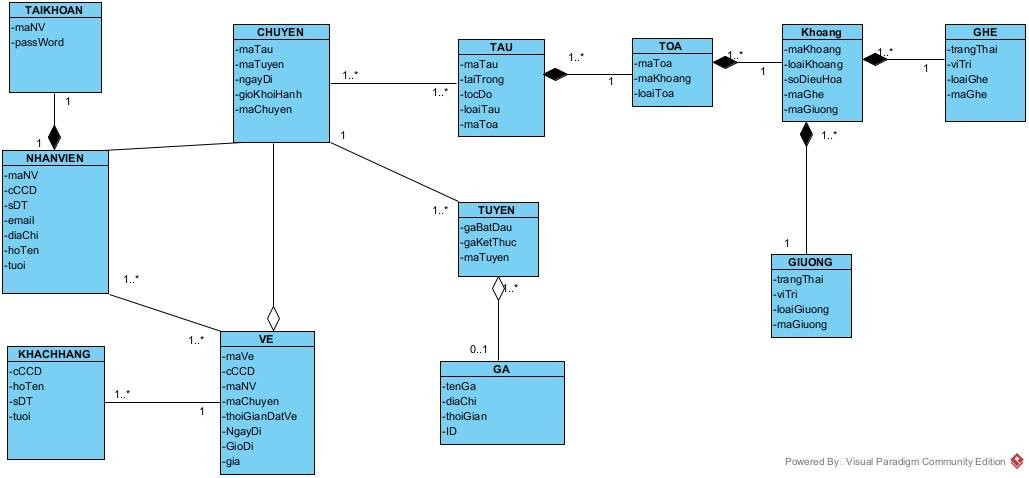 TAIKHOAN
-maNV
-passWord
1
1
NHANVIEN
-maNV
-cCCD
-sDT
-email
-diaChi
-hoTen
-tuoi
1..*
1..*
KHACHHANG
-cCCD
-hoTen
-sDT
-tuoi
1..*
1
CHUYEN
-maTau
-maTuyen
-ngayDi
-gioKhoiHanh
-maChuyen
1..*
1..*
1
1..*
VE
-maVe
-cCCD
-maNV
-maChuyen
-thoiGianDatVe
-NgayDi
-GioDi
-gia
TAU
-maTau
-taiTrong
-tocDo
-loaiTau
-maToa
1..*
1
TUYEN
-gaBatDau
-gaKetThuc
-maTuyen
1..*
0..1
GA
-tenGa
-diaChi
-thoiGian
-ID
TOA
-maToa
-maKhoang
-loaiToa
1..*
1
Khoang
-maKhoang
-loaiKhoang
-soDieuHoa
-maGhe
-maGiuong
1..*
1
1..*
1
GHE
-trangThai
-viTri
-loaiGhe
-maGhe
GIUONG
-trangThai
-viTri
-loaiGiuong
-maGiuong
Powered By Visual Paradigm Community Edition